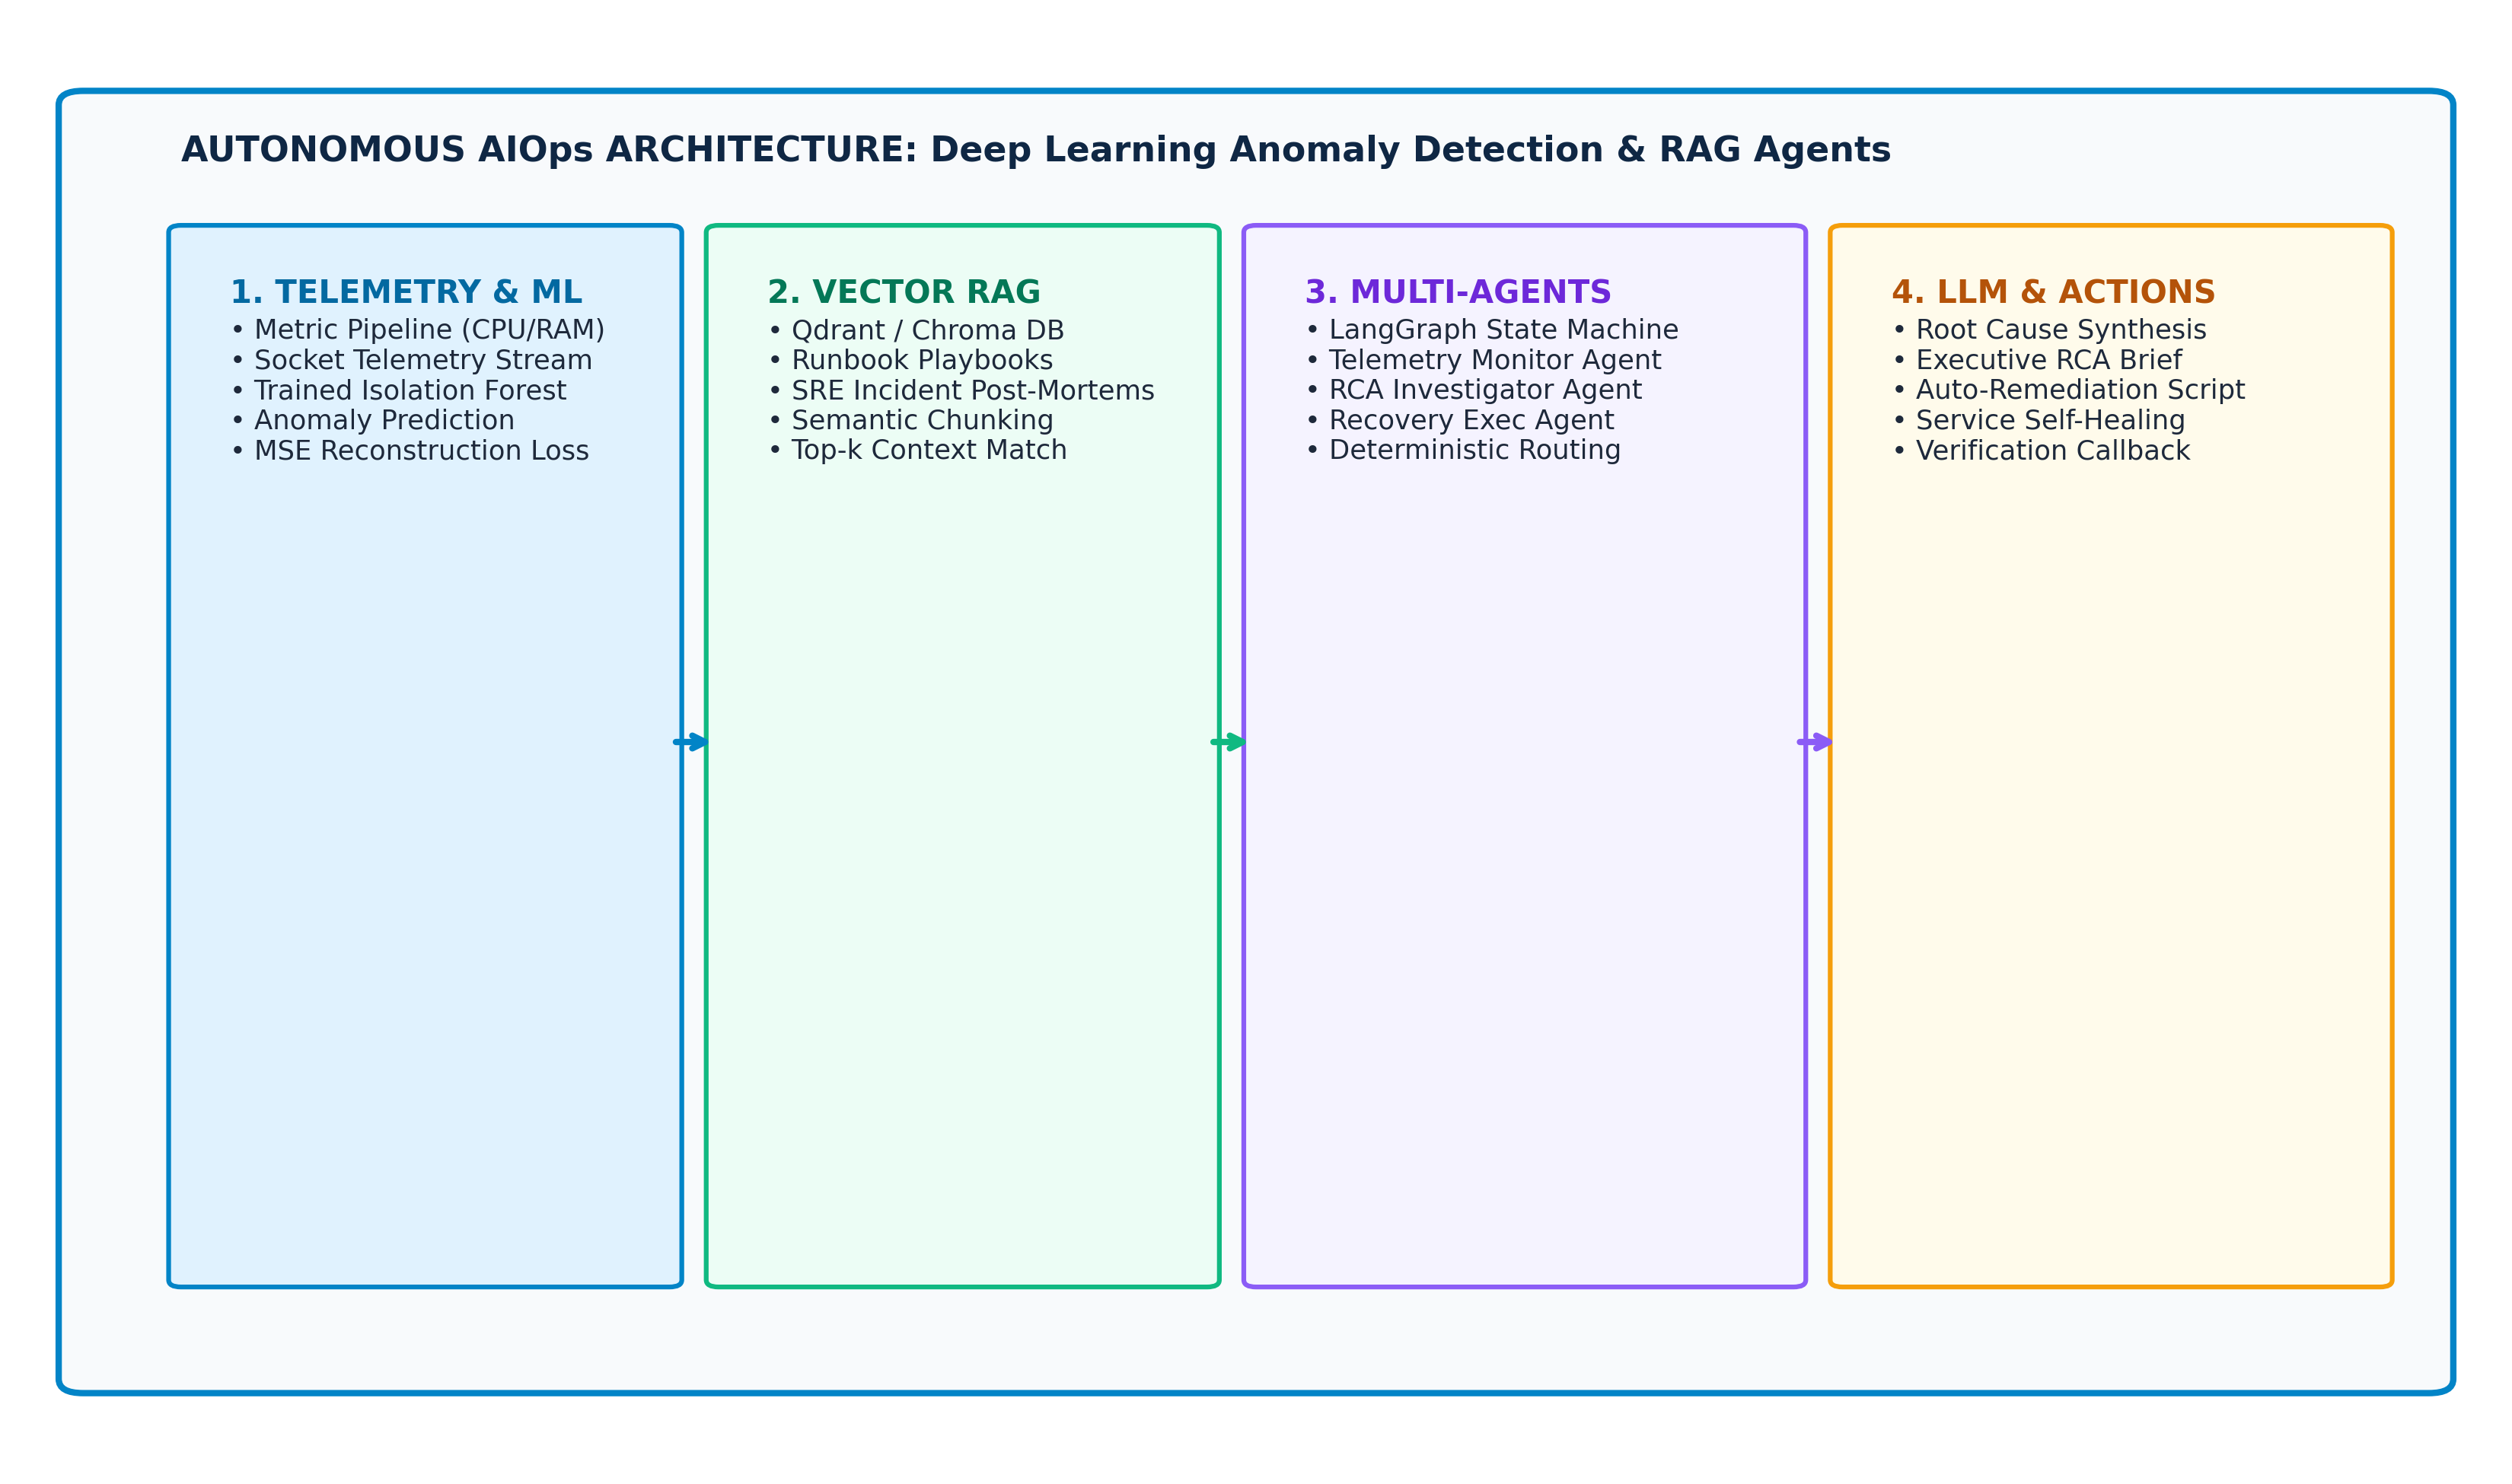 AUTONOMOUS AIOps ARCHITECTURE: Deep Learning Anomaly Detection & RAG Agents
1. TELEMETRY & ML
• Metric Pipeline (CPU/RAM)
• Socket Telemetry Stream
• Trained Isolation Forest
• Anomaly Prediction
• MSE Reconstruction Loss
2. VECTOR RAG
• Qdrant / Chroma DB
• Runbook Playbooks
• SRE Incident Post-Mortems
• Semantic Chunking
• Top-k Context Match
3. MULTI-AGENTS
• LangGraph State Machine
• Telemetry Monitor Agent
• RCA Investigator Agent
• Recovery Exec Agent
• Deterministic Routing
4. LLM & ACTIONS
• Root Cause Synthesis
• Executive RCA Brief
• Auto-Remediation Script
• Service Self-Healing
• Verification Callback